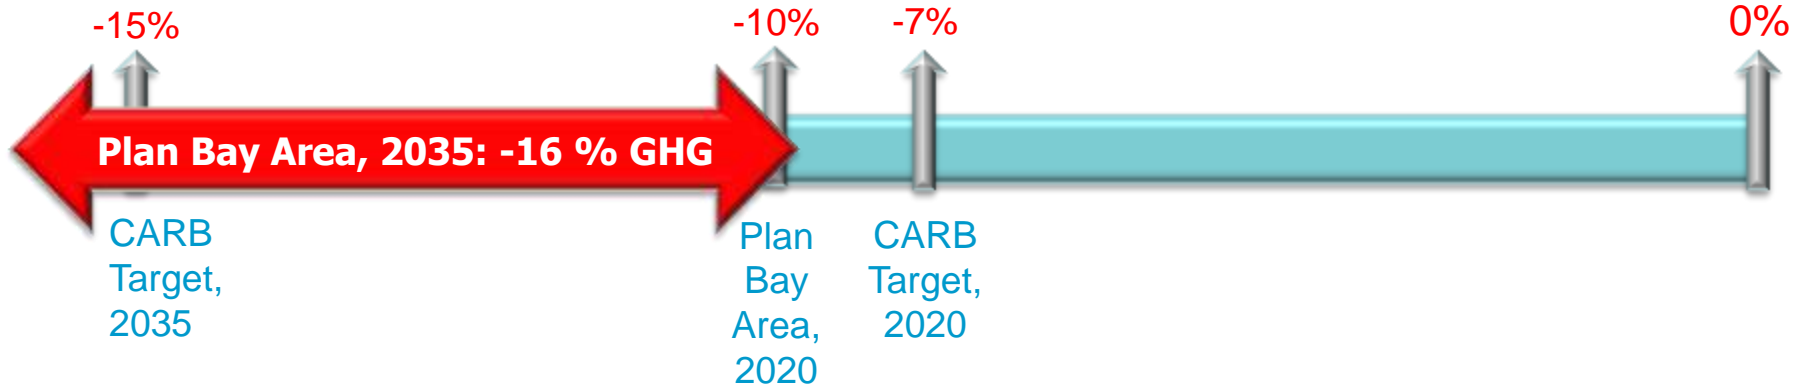 -15%
-10%
-7%
0%
Plan Bay Area, 2035: -16 % GHG
CARB
Target,
2035
Plan
Bay
Area,
2020
CARB
Target,
2020